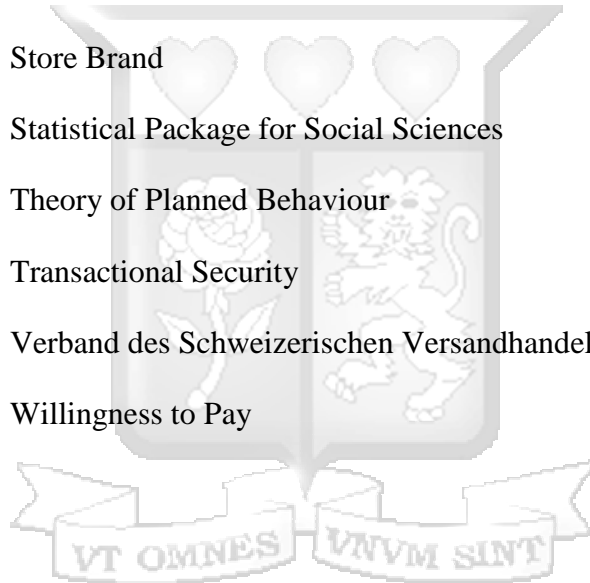 Store Brand
Statistical Package for Social Sciences
Theory of Planned Behaviour
Transactional Security
Verband des Schweizerischen Versandhandel
Willingness to Pay
VT OMNES VNVM SINT